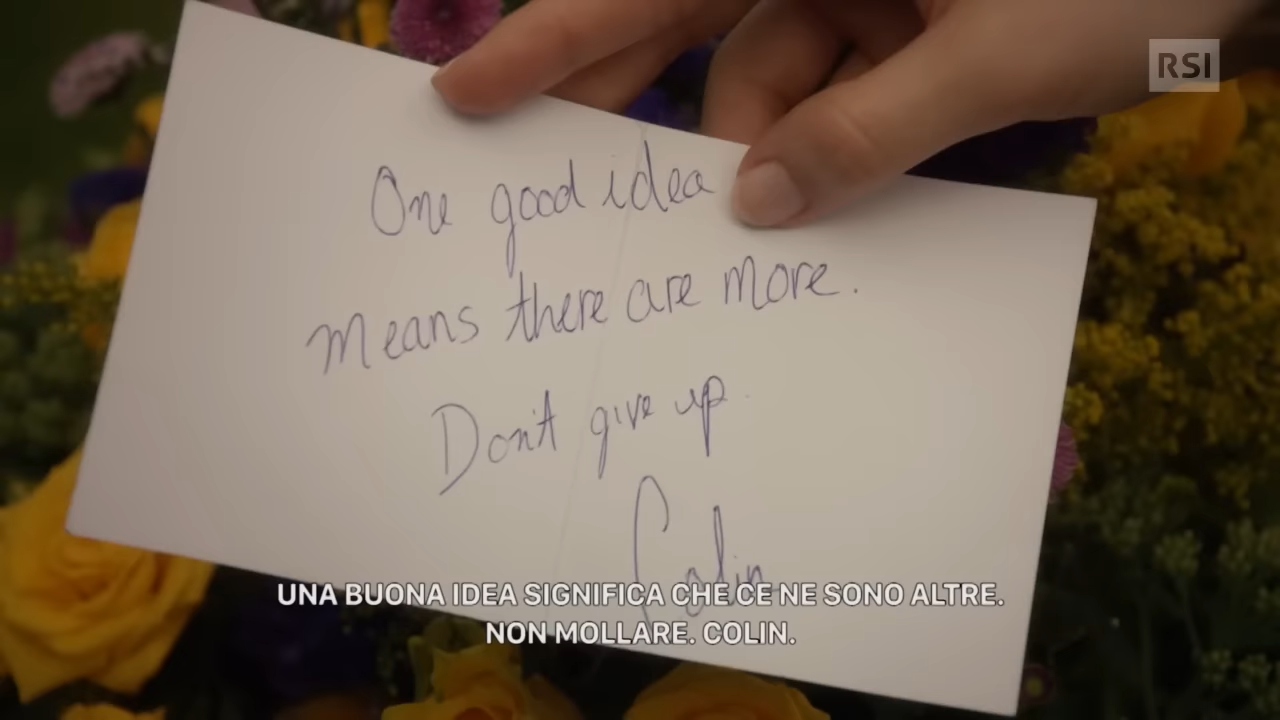 RSI
One good idea
means there are more.
Don't give up.
Colin
UNA BUONA IDEA SIGNIFICA CHE CE NE SONO ALTRE.
NON MOLLARE. COLIN.